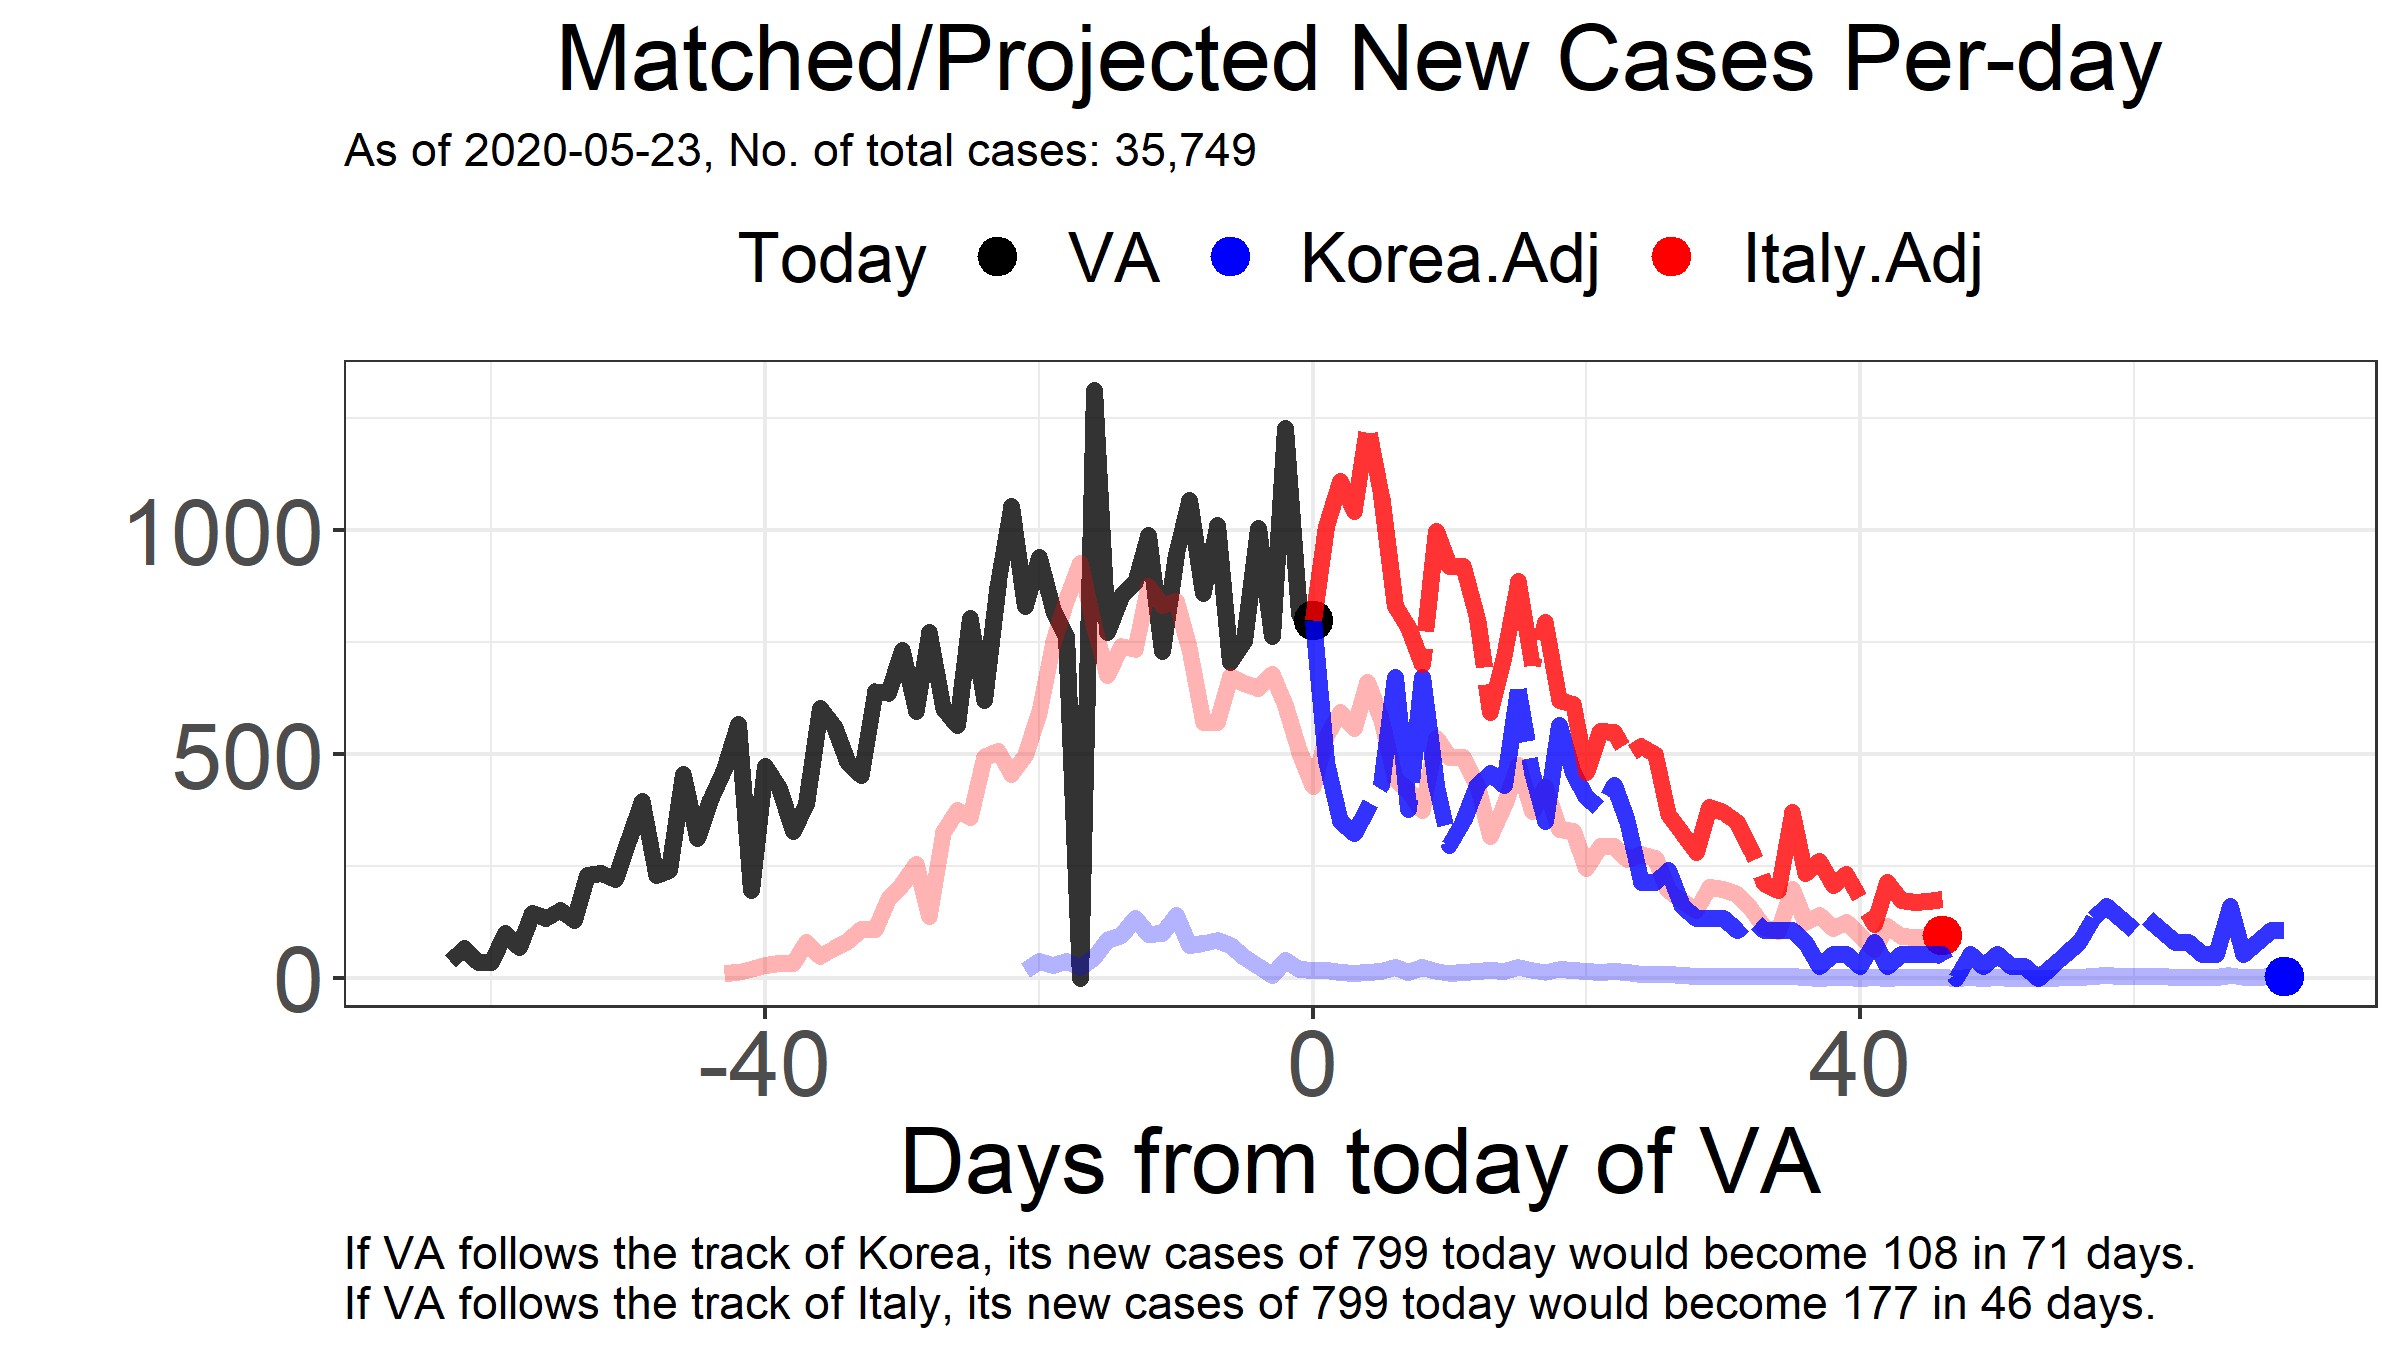 Matched/Projected New Cases Per-day
As of 2020-05-23, No. of total cases: 35,749
Today VA Korea.Adj Italy.Adj
1000
500
0
-40 0 40
Days from today of VA
If VA follows the track of Korea, its new cases of 799 today would become 108 in 71 days.
If VA follows the track of Italy, its new cases of 799 today would become 177 in 46 days.